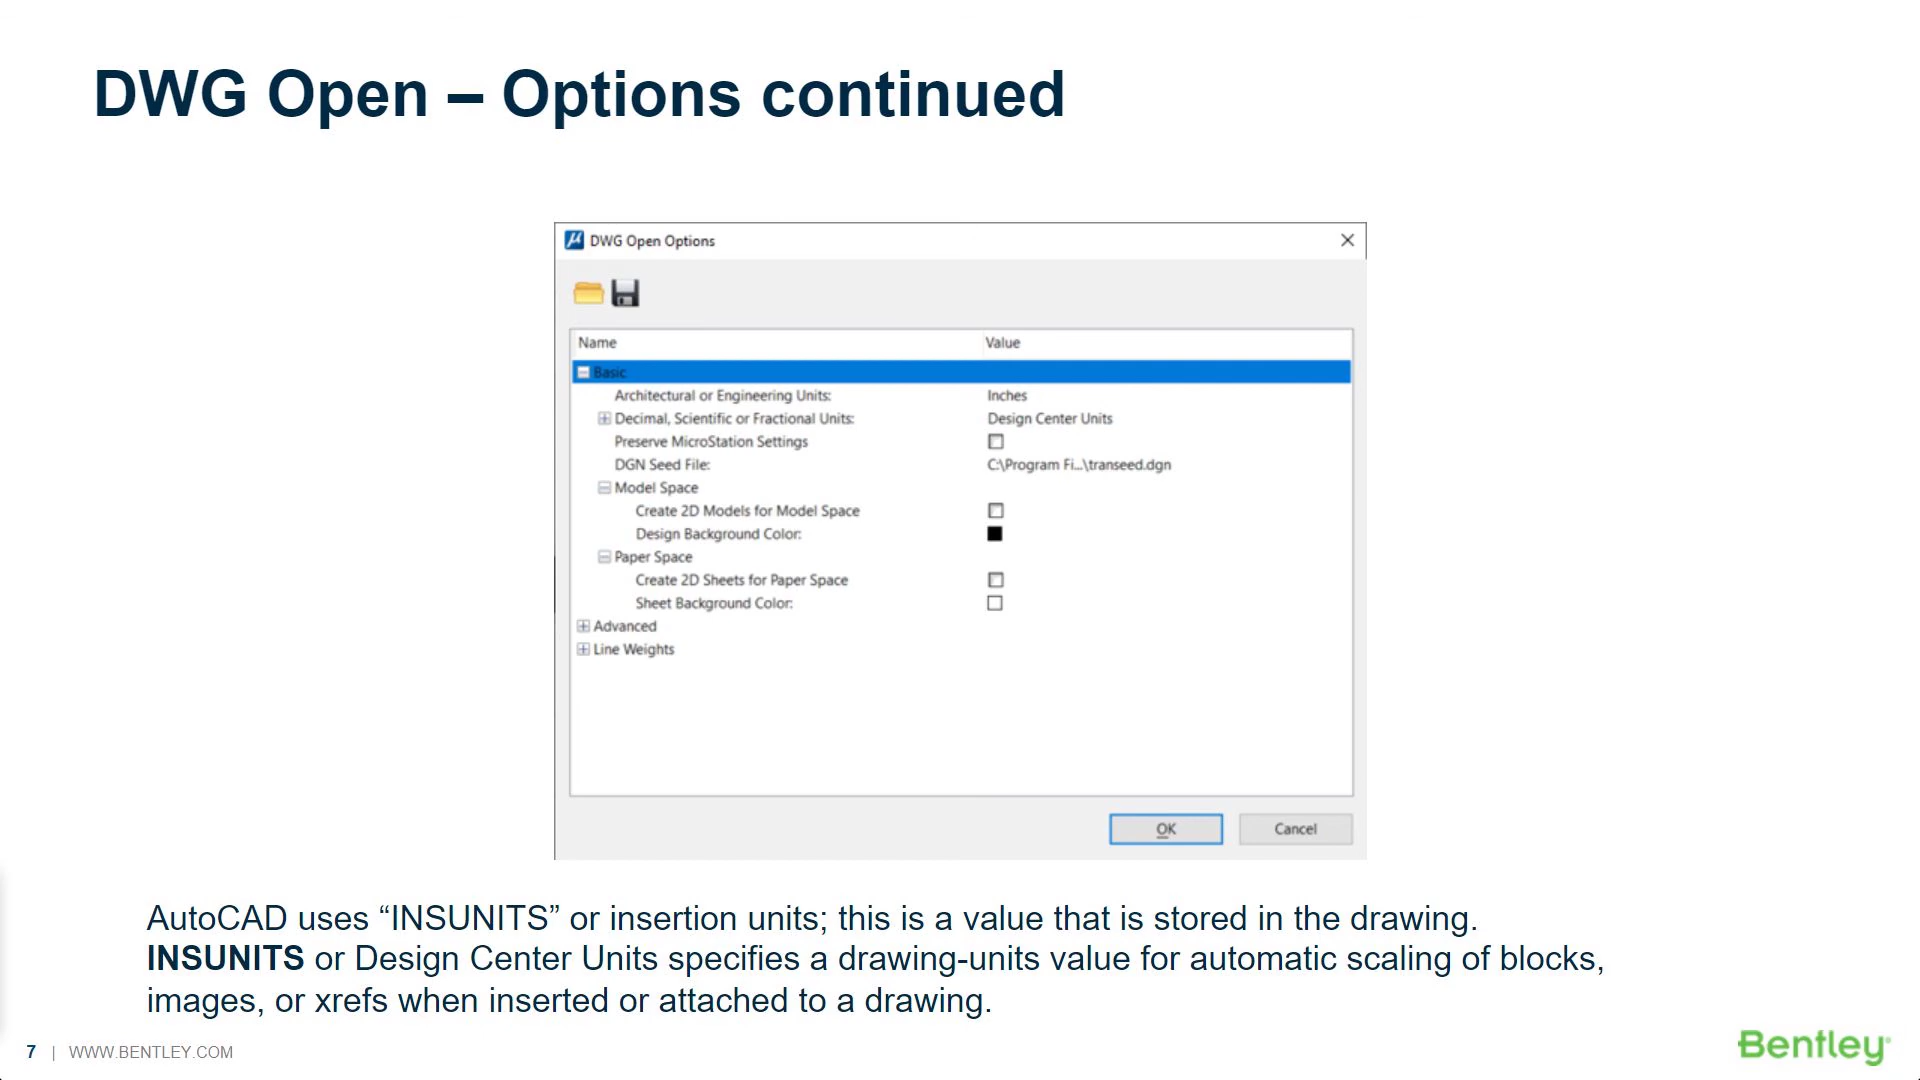 DWG Open – Options continued
DWG Open Options
Name Value
Basic
Architectural or Engineering Units: Inches
Decimal, Scientific or Fractional Units: Design Center Units
Preserve MicroStation Settings
DGN Seed File: C:\Program Fi...\transeed.dgn
Model Space
Create 2D Models for Model Space
Design Background Color:
Paper Space
Create 2D Sheets for Paper Space
Sheet Background Color:
Advanced
Line Weights
OK Cancel
AutoCAD uses “INSUNITS” or insertion units; this is a value that is stored in the drawing.
INSUNITS or Design Center Units specifies a drawing-units value for automatic scaling of blocks,
images, or xrefs when inserted or attached to a drawing.
7 | WWW.BENTLEY.COM
Bentley